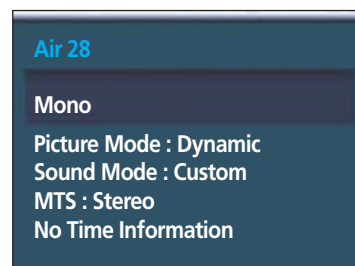 Air 28
Mono
Picture Mode : Dynamic
Sound Mode : Custom
MTS : Stereo
No Time Information